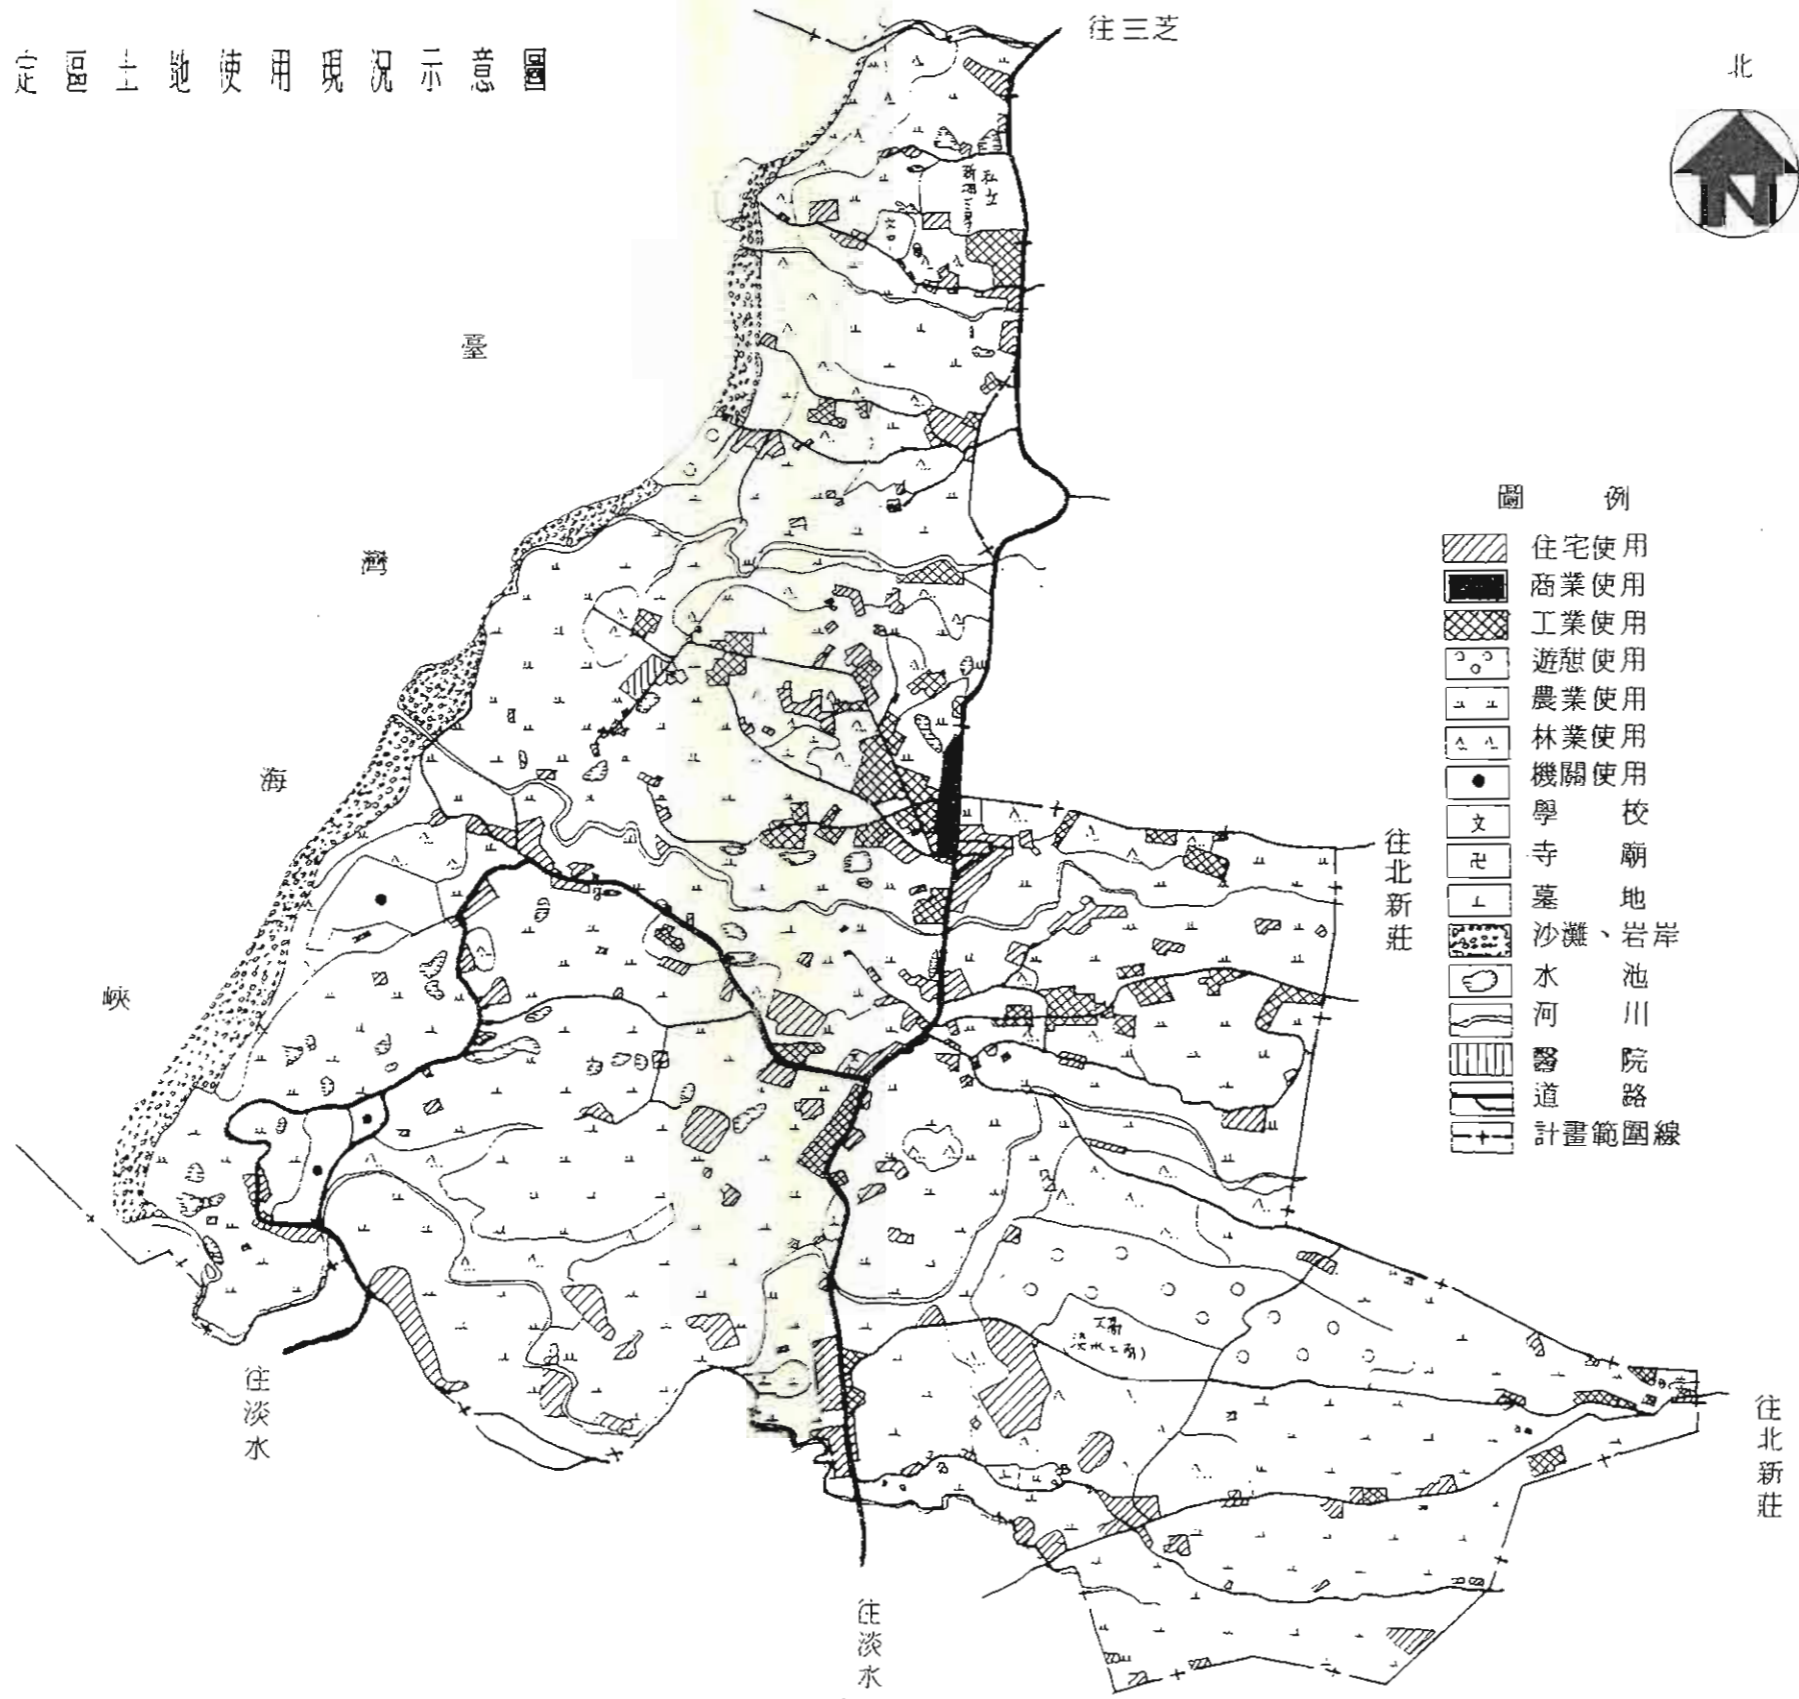 定區土地使用現況示意圖
往三芝
北
N
臺
灣
海
峽
圖例
住宅使用
商業使用
工業使用
遊憩使用
農業使用
林業使用
機關使用
文 學校
卍 寺廟
墓地
沙灘、岩岸
水池
河川
醫院
道路
計畫範圍線
私立
往北新莊
往北新莊
往淡水
往淡水